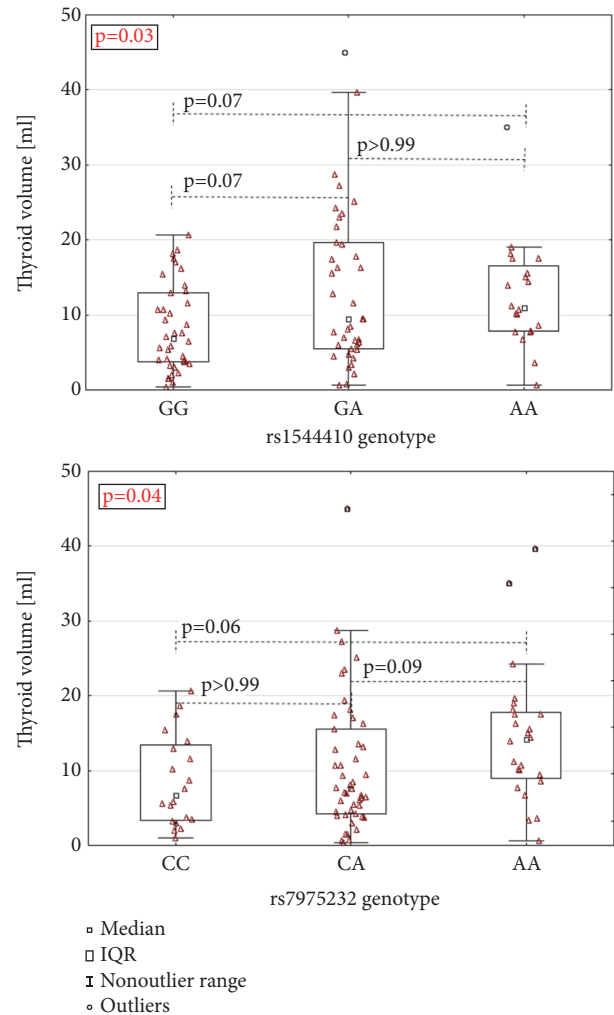 p=0.03
50
40
30
20
10
0
Thyroid volume [ml]
p=0.07
p>0.99
p=0.07
GG GA AA
rs1544410 genotype
p=0.04
50
40
30
20
10
0
Thyroid volume [ml]
p=0.06
p>0.99
p=0.09
CC CA AA
rs7975232 genotype
Median
IQR
Nonoutlier range
Outliers